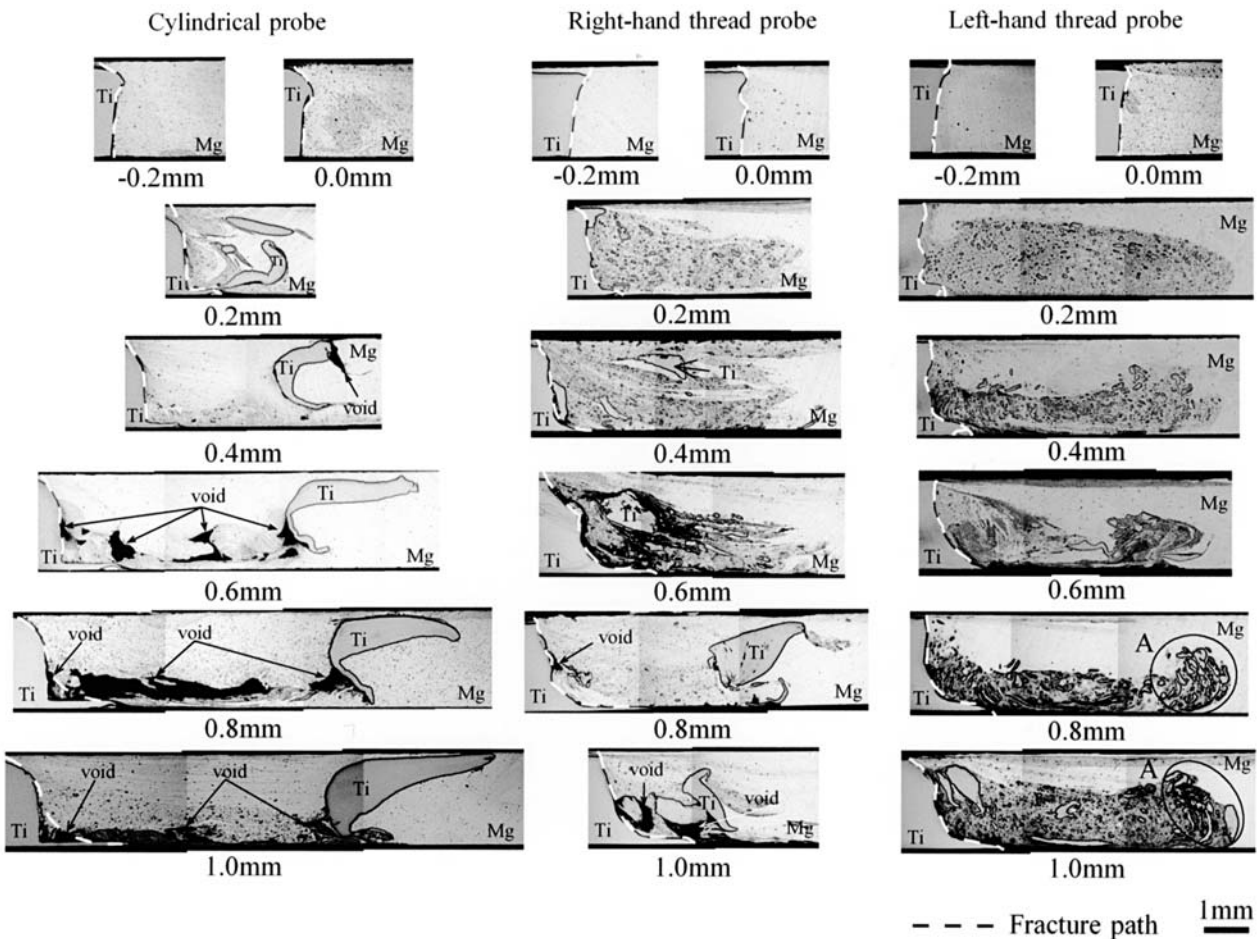 Cylindrical probe
Right-hand thread probe
Left-hand thread probe
Ti
Mg
-0.2mm
Ti
Mg
0.0mm
Ti
Mg
-0.2mm
Ti
Mg
0.0mm
Ti
Mg
-0.2mm
Ti
Mg
0.0mm
Ti
Ti
Mg
0.2mm
Ti
Mg
0.2mm
Ti
Mg
0.2mm
Ti
Ti
Mg
void
0.4mm
Ti
Ti
Mg
0.4mm
Ti
Mg
0.4mm
void
Ti
Ti
Mg
0.6mm
Ti
Ti
Mg
0.6mm
Ti
Mg
0.6mm
void
void
Ti
Ti
Mg
0.8mm
void
Ti
Ti
Mg
0.8mm
A
Ti
Mg
0.8mm
void
void
Ti
Ti
Mg
1.0mm
void
Ti
void
Ti
Mg
1.0mm
A
Ti
Mg
1.0mm
Fracture path
1mm